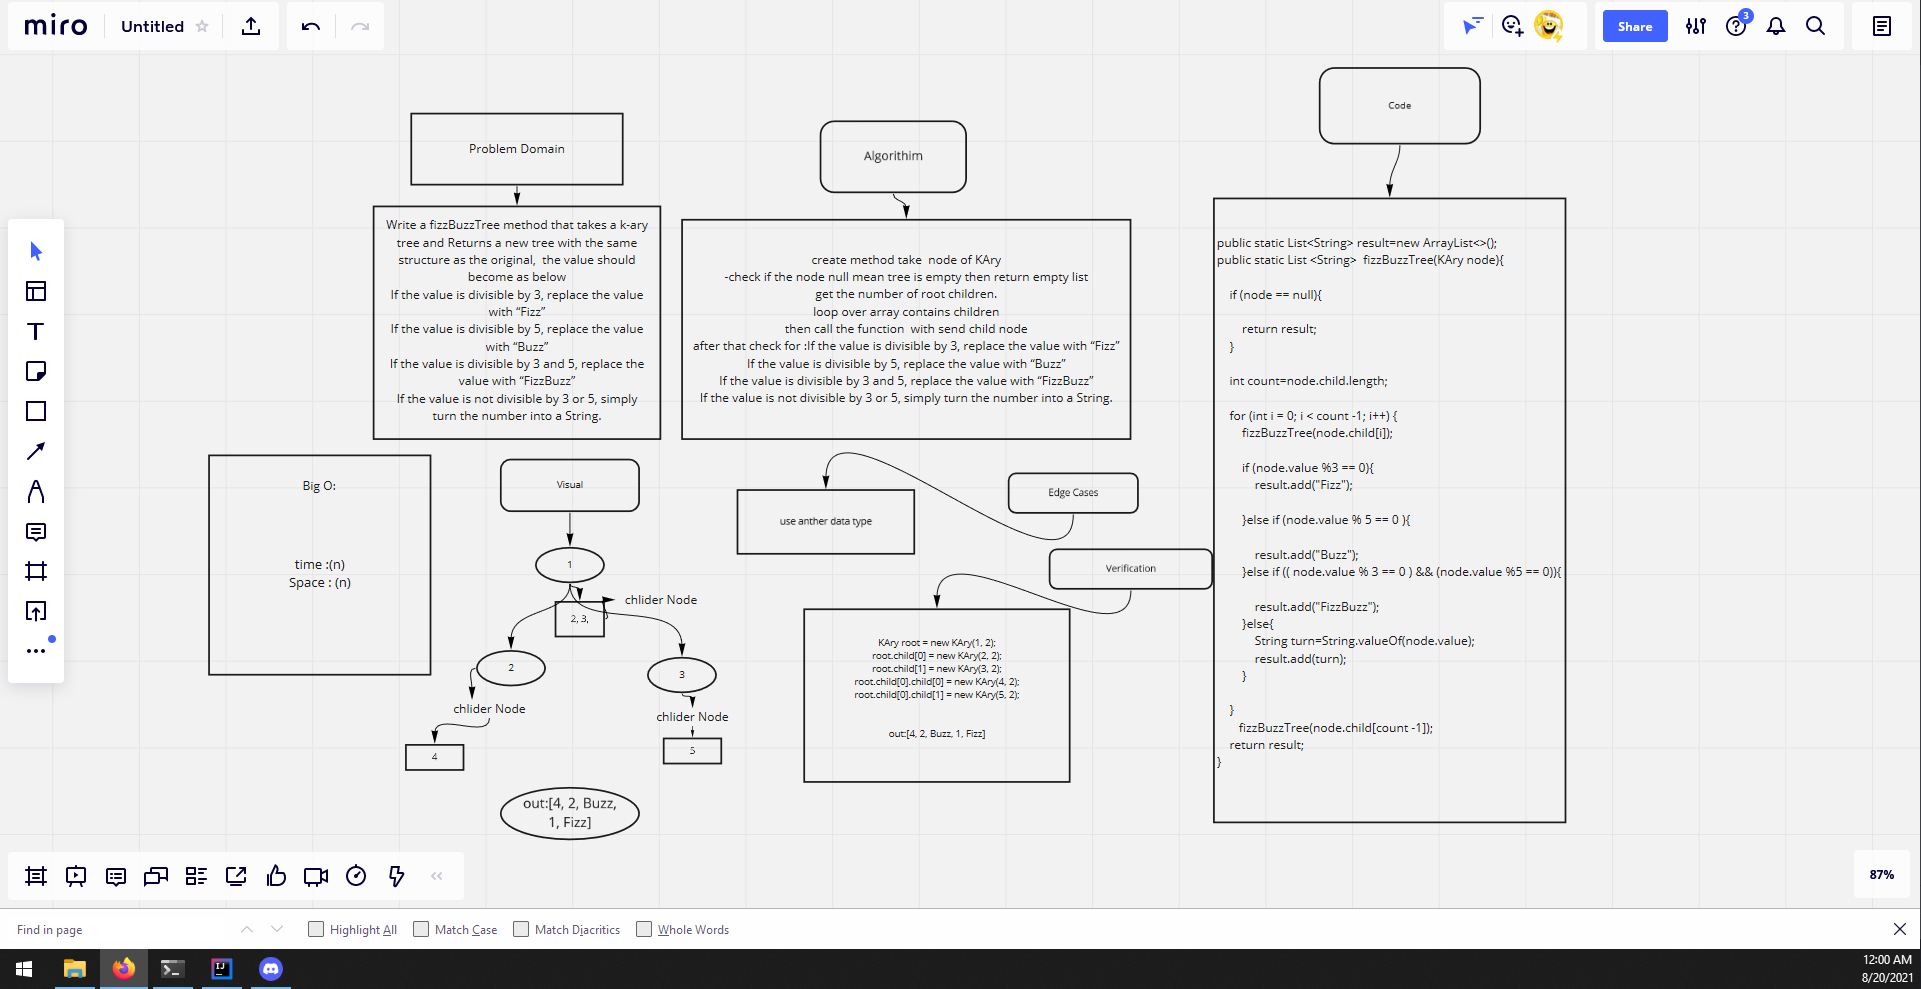 miro
Untitled
Share
3
Problem Domain
Write a fizzBuzzTree method that takes a k-ary
tree and Returns a new tree with the same
structure as the original,  the value should
become as below
If the value is divisible by 3, replace the value
with “Fizz”
If the value is divisible by 5, replace the value
with “Buzz”
If the value is divisible by 3 and 5, replace the
value with “FizzBuzz”
If the value is not divisible by 3 or 5, simply
turn the number into a String.
Algorithim
create method take  node of KAry
-check if the node null mean tree is empty then return empty list
get the number of root children.
loop over array contains children
then call the function  with send child node
after that check for :If the value is divisible by 3, replace the value with “Fizz”
If the value is divisible by 5, replace the value with “Buzz”
If the value is divisible by 3 and 5, replace the value with “FizzBuzz”
If the value is not divisible by 3 or 5, simply turn the number into a String.
Code
public static List<String> result=new ArrayList<>();
public static List <String>  fizzBuzzTree(KAry node){
if (node == null){
return result;
}
int count=node.child.length;
for (int i = 0; i < count -1; i++) {
fizzBuzzTree(node.child[i]);
if (node.value %3 == 0){
result.add("Fizz");
}else if (node.value % 5 == 0 ){
result.add("Buzz");
}else if (( node.value % 3 == 0 ) && (node.value %5 == 0)){
result.add("FizzBuzz");
}else{
String turn=String.valueOf(node.value);
result.add(turn);
}
}
fizzBuzzTree(node.child[count -1]);
return result;
}
Big O:
time :(n)
Space : (n)
Visual
1
2, 3,
chlider Node
2
3
chlider Node
chlider Node
4
5
out:[4, 2, Buzz,
1, Fizz]
Edge Cases
use anther data type
Verification
KAry root = new KAry(1, 2);
root.child[0] = new KAry(2, 2);
root.child[1] = new KAry(3, 2);
root.child[0].child[0] = new KAry(4, 2);
root.child[0].child[1] = new KAry(5, 2);
out:[4, 2, Buzz, 1, Fizz]
87%
Find in page
Highlight All
Match Case
Match Diacritics
Whole Words
IJ
12:00 AM
8/20/2021